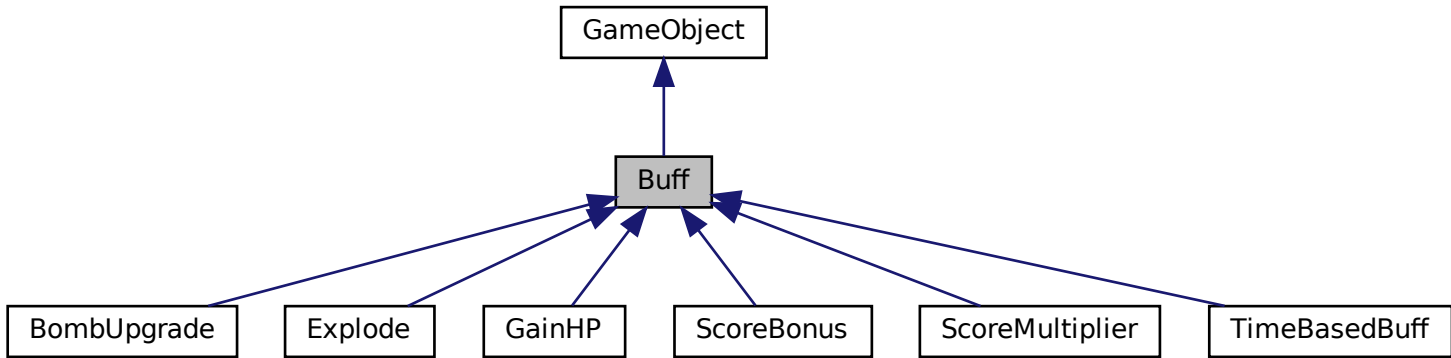 GameObject
Buff
BombUpgrade
Explode
GainHP
ScoreBonus
ScoreMultiplier
TimeBasedBuff